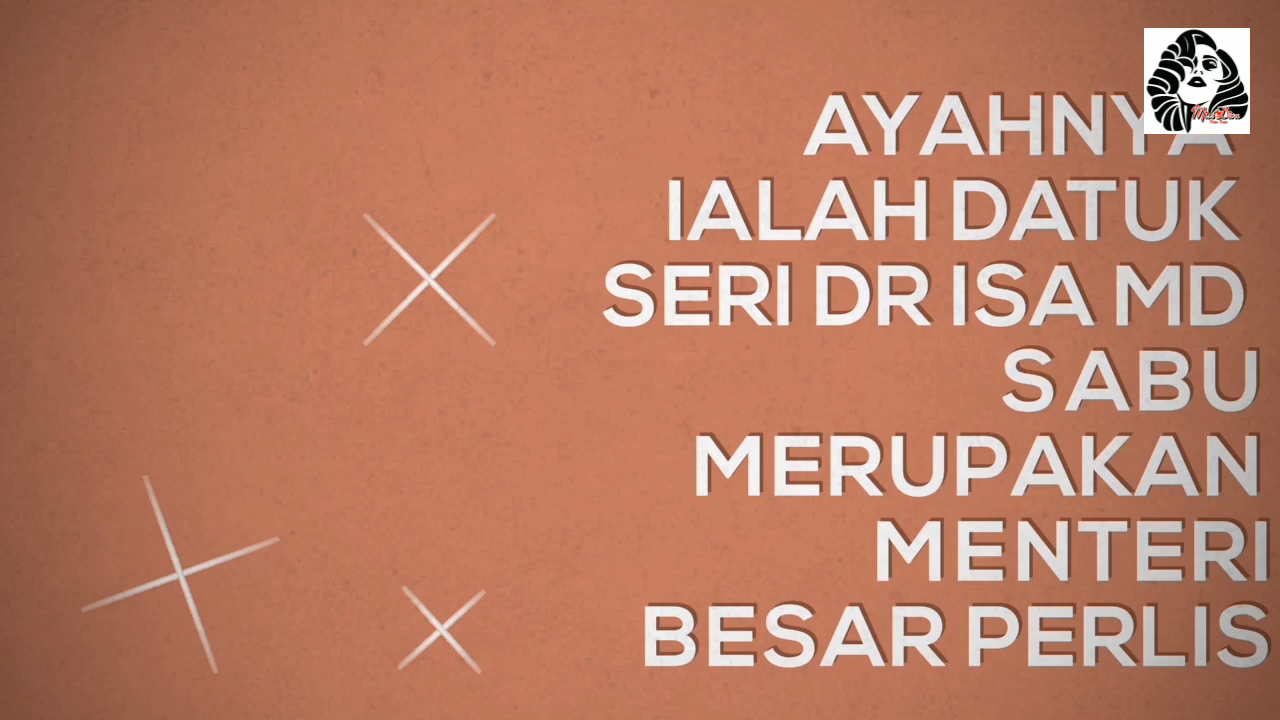 AYAHNYA
IALAH DATUK
SERI DR ISA MD
SABU
MERUPAKAN
MENTERI
BESAR PERLIS